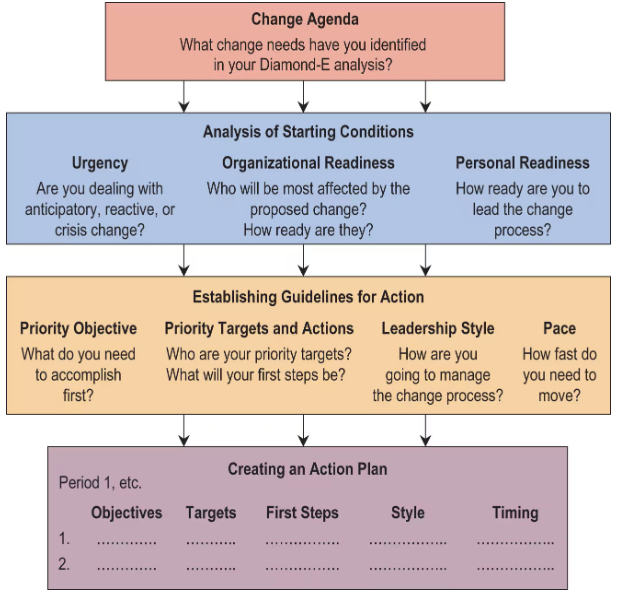 Change Agenda
What change needs have you identified
in your Diamond-E analysis?
Analysis of Starting Conditions
Urgency
Are you dealing with
anticipatory, reactive, or
crisis change?
Organizational Readiness
Who will be most affected by the
proposed change?
How ready are they?
Personal Readiness
How ready are you to
lead the change
process?
Establishing Guidelines for Action
Priority Objective
What do you need
to accomplish
first?
Priority Targets and Actions
Who are your priority targets?
What will your first steps be?
Leadership Style
How are you
going to manage
the change process?
Pace
How fast do
you need to
move?
Creating an Action Plan
Period 1, etc.
Objectives Targets First Steps Style Timing
1. ............. ........... ................ ................. .................
2. ............. ........... ................ ................. .................